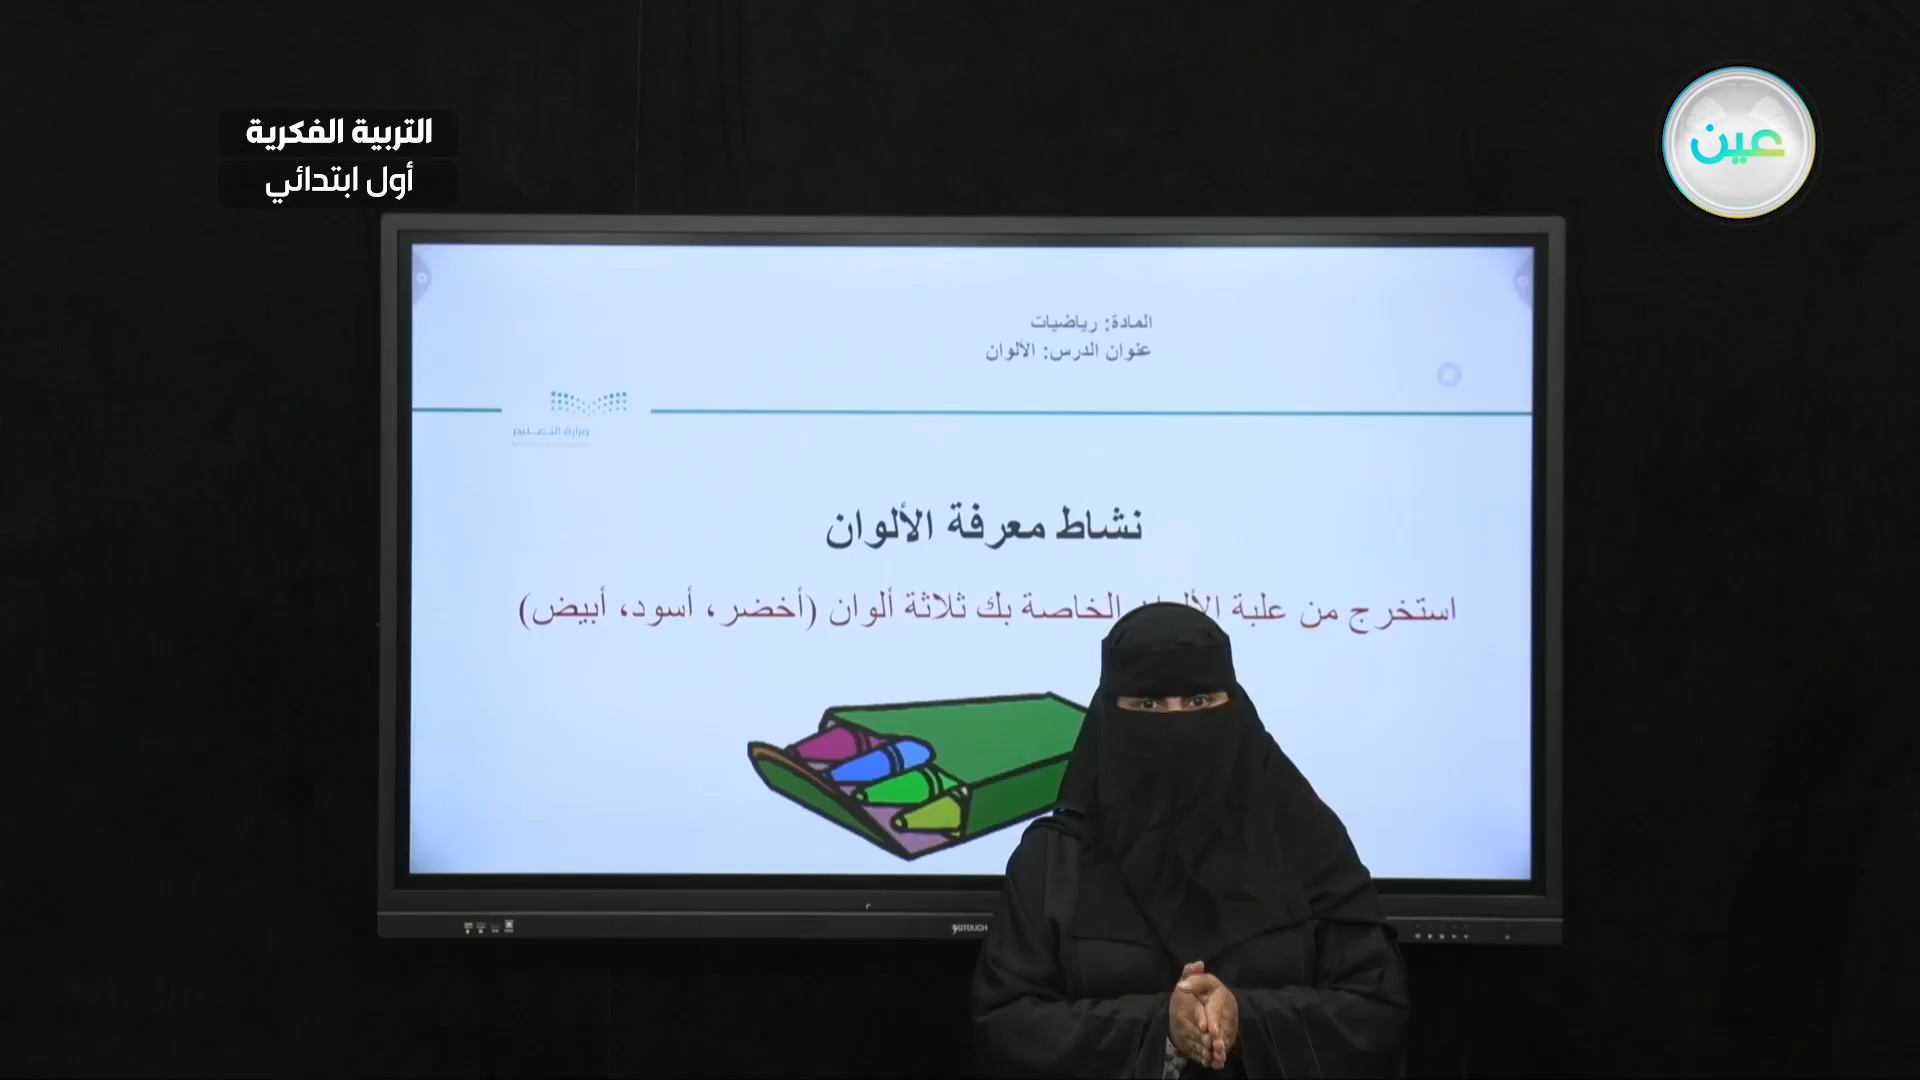 التربية الفكرية
أول ابتدائي
عين
المادة: رياضيات
عنوان الدرس: الألوان
وزارة التعليم
نشاط معرفة الألوان
استخرج من علبة الخاصة بك ثلاثة ألوان (أخضر، أسود، أبيض)